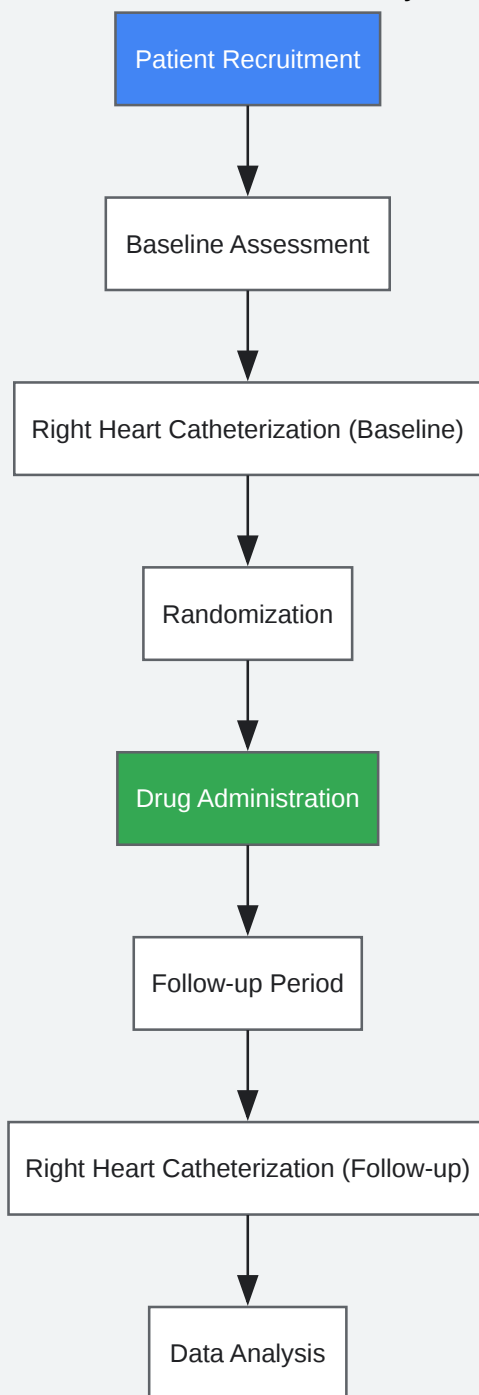 Patient Recruitment
Baseline Assessment
Right Heart Catheterization (Baseline)
Randomization
Drug Administration
Follow-up Period
Right Heart Catheterization (Follow-up)
Data Analysis